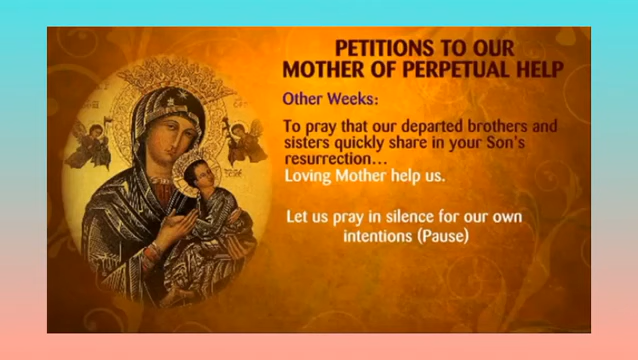 PETITIONS TO OUR
MOTHER OF PERPETUAL HELP
Other Weeks:
To pray that our departed brothers and
sisters quickly share in your Son's
resurrection...
Loving Mother help us.
Let us pray in silence for our own
intentions (Pause)